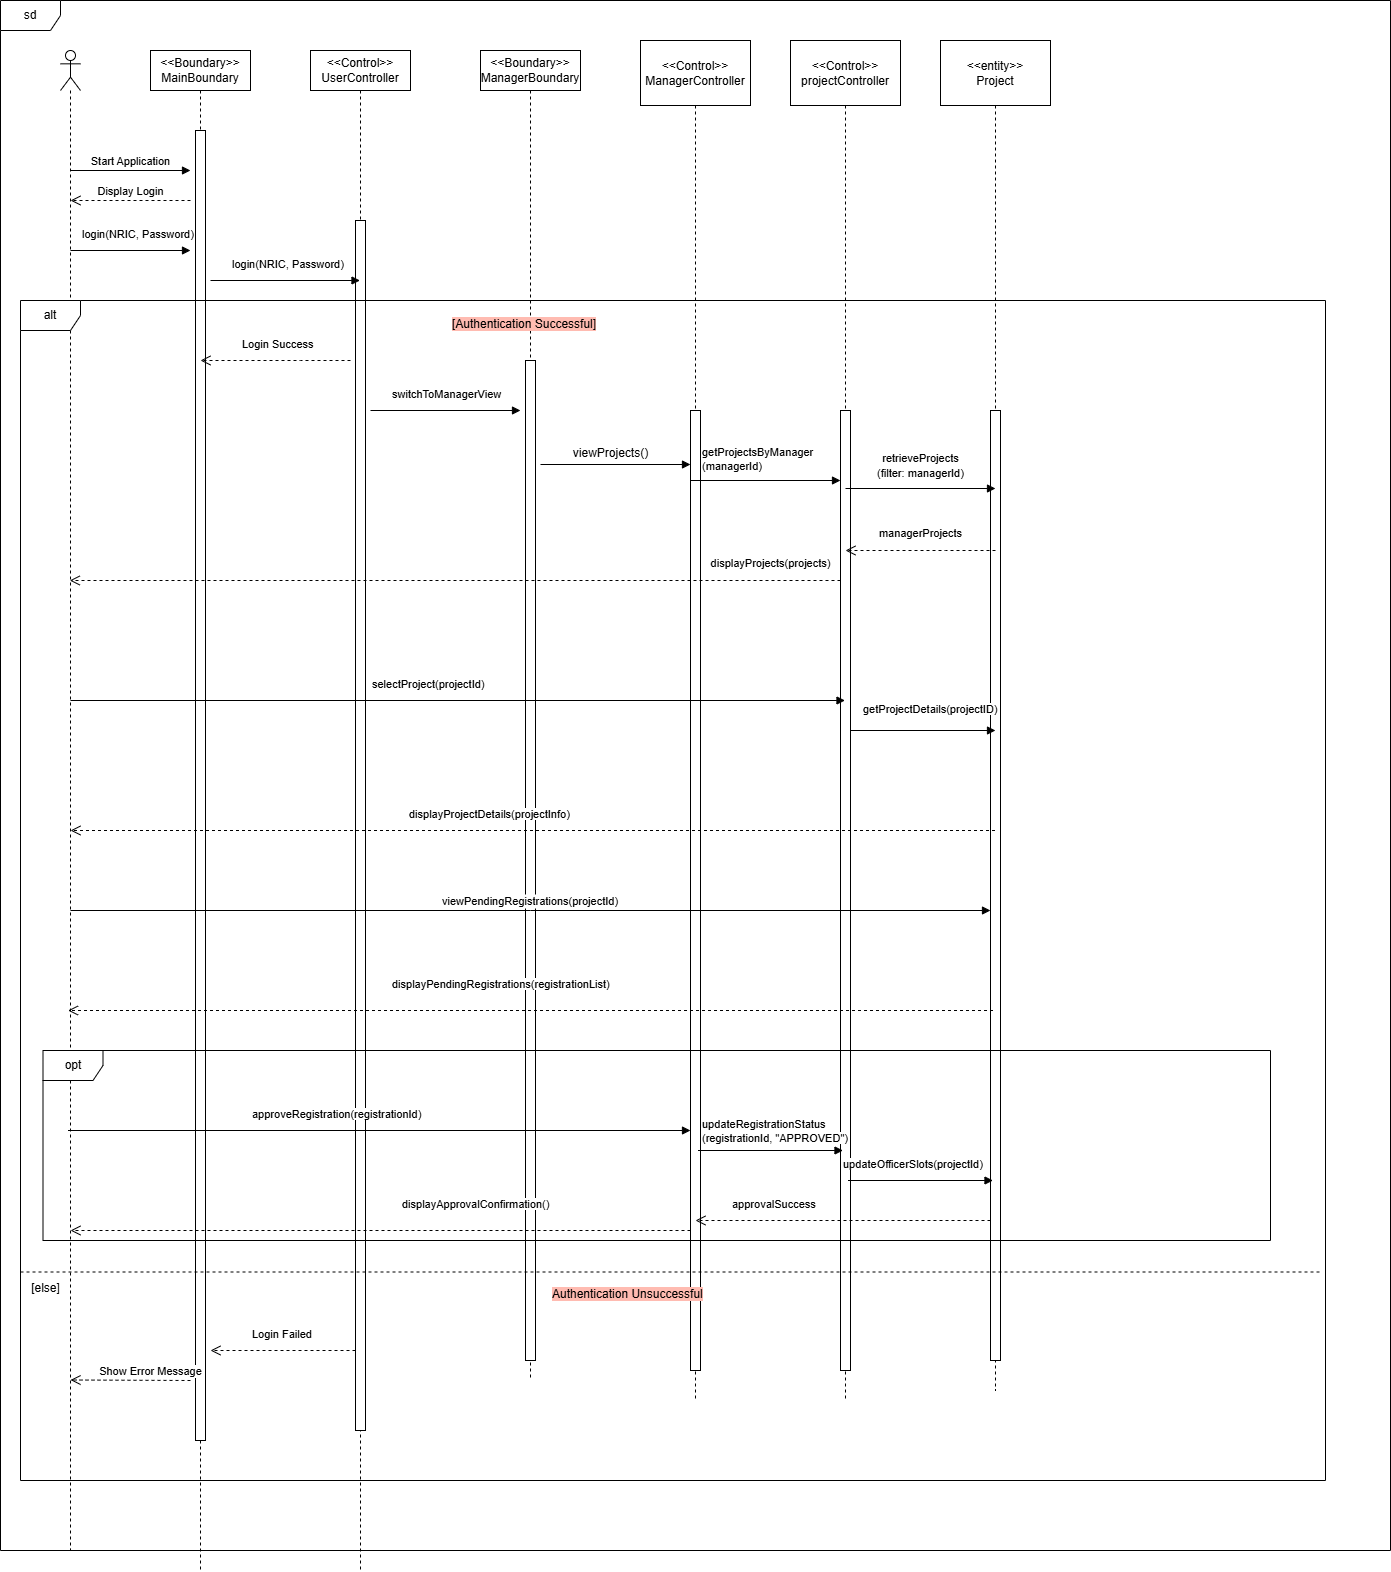 sd
<<Boundary>>
MainBoundary
<<Control>>
UserController
<<Boundary>>
ManagerBoundary
<<Control>>
ManagerController
<<Control>>
projectController
<<entity>>
Project
Start Application
Display Login
login(NRIC, Password)
login(NRIC, Password)
alt
[Authentication Successful]
Login Success
switchToManagerView
viewProjects()
getProjectsByManager
(managerId)
retrieveProjects
(filter: managerId)
managerProjects
displayProjects(projects)
selectProject(projectId)
getProjectDetails(projectID)
displayProjectDetails(projectInfo)
viewPendingRegistrations(projectId)
displayPendingRegistrations(registrationList)
opt
approveRegistration(registrationId)
updateRegistrationStatus
(registrationId, "APPROVED")
updateOfficerSlots(projectId)
displayApprovalConfirmation()
approvalSuccess
[else]
Authentication Unsuccessful
Login Failed
Show Error Message